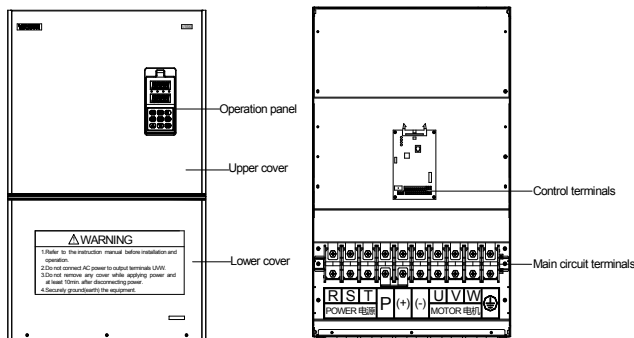 Operation panel
Upper cover
Lower cover
WARNING
1.Refer to the instruction manual before installation and
operation.
2.Do not connect AC power to output terminals UVW.
3.Do not remove any cover while applying power and
at least 10min. after disconnecting power.
4.Securely ground(earth) the equipment.
Control terminals
Main circuit terminals
R S T P (+) (-) U V W
POWER 电源 MOTOR 电机